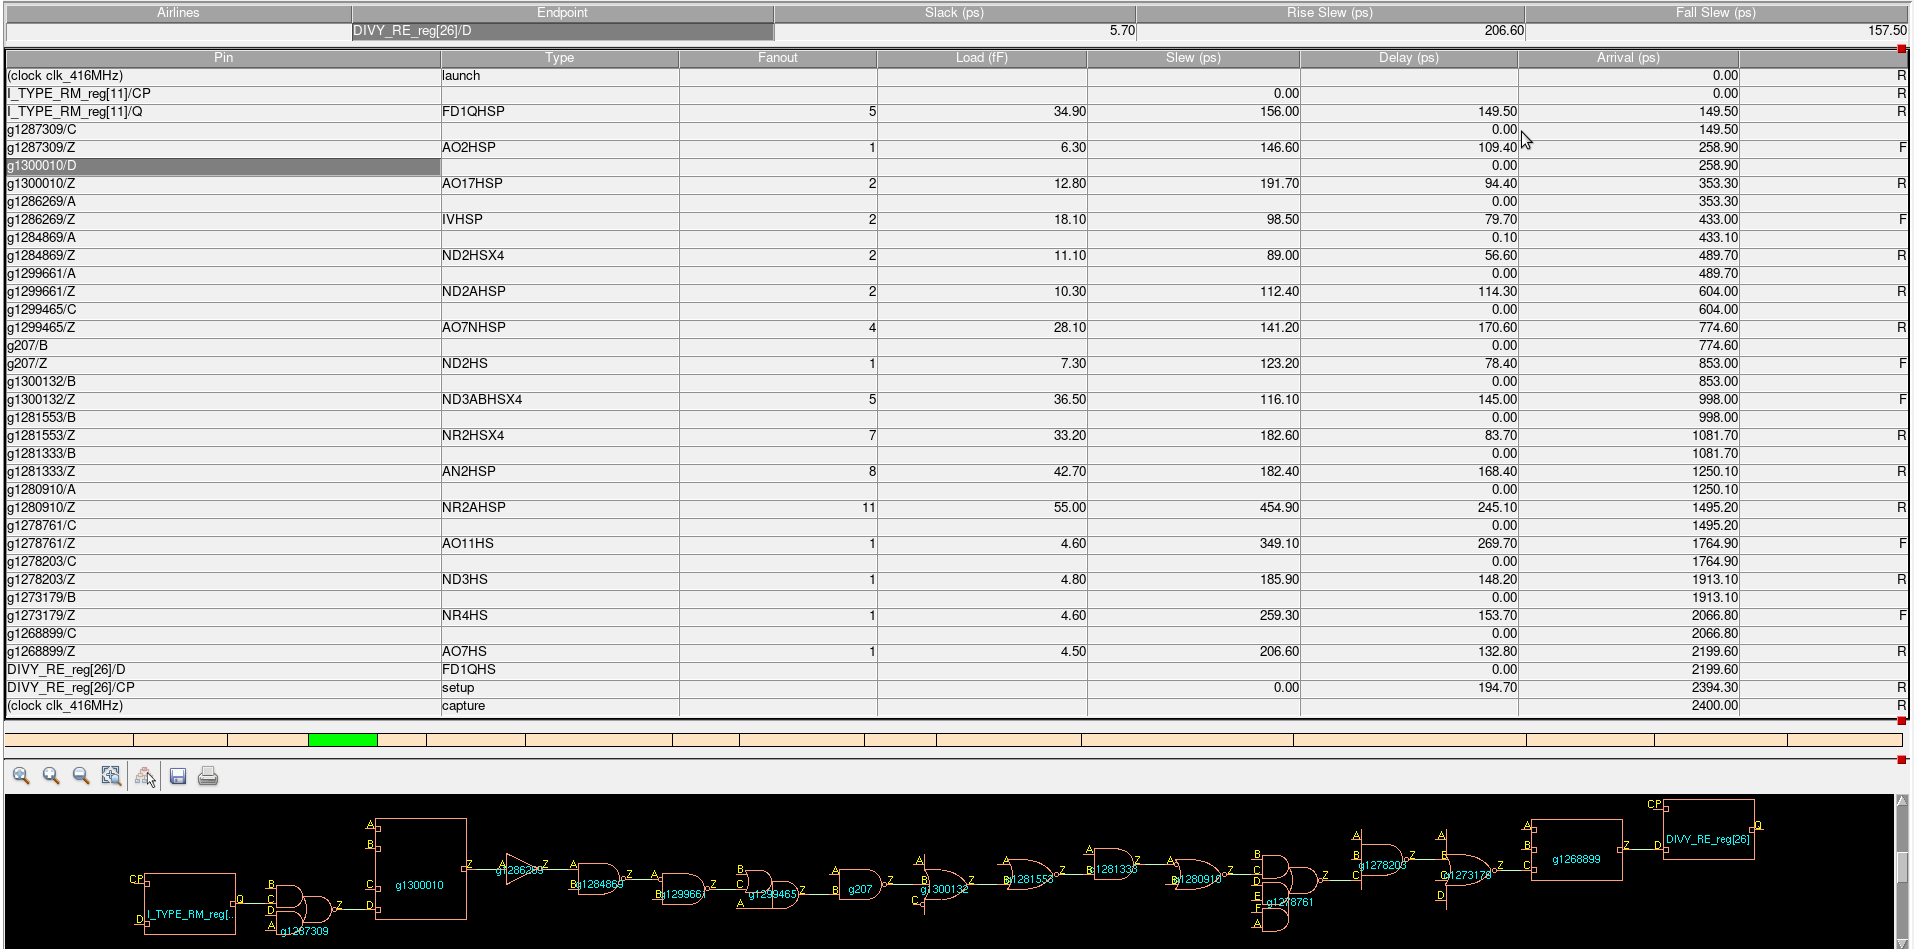 Airlines Endpoint Slack (ps) Rise Slew (ps) Fall Slew (ps)
DIVY_RE_reg[26]/D 5.70 206.60 157.50
Pin Type Fanout Load (fF) Slew (ps) Delay (ps) Arrival (ps)
(clock clk_416MHz) launch 0.00 R
I_TYPE_RM_reg[11]/CP 0.00 0.00 R
I_TYPE_RM_reg[11]/Q FD1QHSP 5 34.90 156.00 149.50 149.50 R
g1287309/C 0.00 149.50
g1287309/Z AO2HSP 1 6.30 146.60 109.40 258.90 F
g1300010/D 0.00 258.90
g1300010/Z AO17HSP 2 12.80 191.70 94.40 353.30 R
g1286269/A 0.00 353.30
g1286269/Z IVHSP 2 18.10 98.50 79.70 433.00 F
g1284869/A 0.10 433.10
g1284869/Z ND2HSX4 2 11.10 89.00 56.60 489.70 R
g1299661/A 0.00 489.70
g1299661/Z ND2AHSP 2 10.30 112.40 114.30 604.00 R
g1299465/C 0.00 604.00
g1299465/Z AO7NHSP 4 28.10 141.20 170.60 774.60 R
g207/B 0.00 774.60
g207/Z ND2HS 1 7.30 123.20 78.40 853.00 F
g1300132/B 0.00 853.00
g1300132/Z ND3ABHSX4 5 36.50 116.10 145.00 998.00 F
g1281553/B 0.00 998.00
g1281553/Z NR2HSX4 7 33.20 182.60 83.70 1081.70 R
g1281333/B 0.00 1081.70
g1281333/Z AN2HSP 8 42.70 182.40 168.40 1250.10 R
g1280910/A 0.00 1250.10
g1280910/Z NR2AHSP 11 55.00 454.90 245.10 1495.20 R
g1278761/C 0.00 1495.20
g1278761/Z AO11HS 1 4.60 349.10 269.70 1764.90 F
g1278203/C 0.00 1764.90
g1278203/Z ND3HS 1 4.80 185.90 148.20 1913.10 R
g1273179/B 0.00 1913.10
g1273179/Z NR4HS 1 4.60 259.30 153.70 2066.80 F
g1268899/C 0.00 2066.80
g1268899/Z AO7HS 1 4.50 206.60 132.80 2199.60 R
DIVY_RE_reg[26]/D FD1QHS 0.00 2199.60
DIVY_RE_reg[26]/CP setup 0.00 194.70 2394.30 R
(clock clk_416MHz) capture 2400.00 R
CP D Q I_TYPE_RM_reg[..
B C D A Z g1287309
A B C D Z g1300010
A Z g1286269
A B Z g1284869
A B Z g1299661
B C A Z g1299465
A B Z g207
A B C g1300132
A B Z g1281553
A B Z g1281333
A Z g1280910
B C D E F A Z g1278761
A B C Z g1278203
A B C D Z g1273179
A B C Z g1268899
CP D Q DIVY_RE_reg[26]